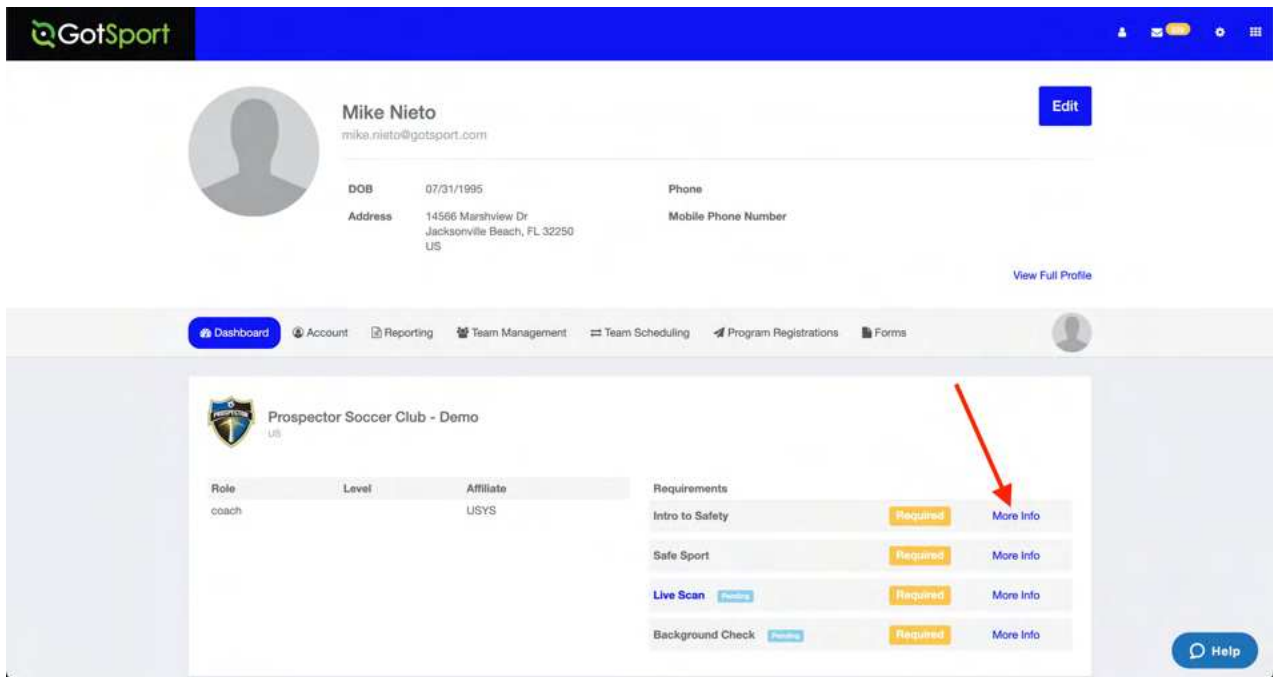 GotSport
Mike Nieto
mike.nieto@gotsport.com
Edit
DOB 07/31/1995 Phone
Address 14566 Marshview Dr Mobile Phone Number
Jacksonville Beach, FL 32250
US
View Full Profile
Dashboard Account Reporting Team Management Team Scheduling Program Registrations Forms
PROSPECTOR
Prospector Soccer Club - Demo
US
Role Level Affiliate Requirements
coach USYS Intro to Safety Required More Info
Safe Sport Required More Info
Live Scan Pending Required More Info
Background Check Pending Required More Info
Help